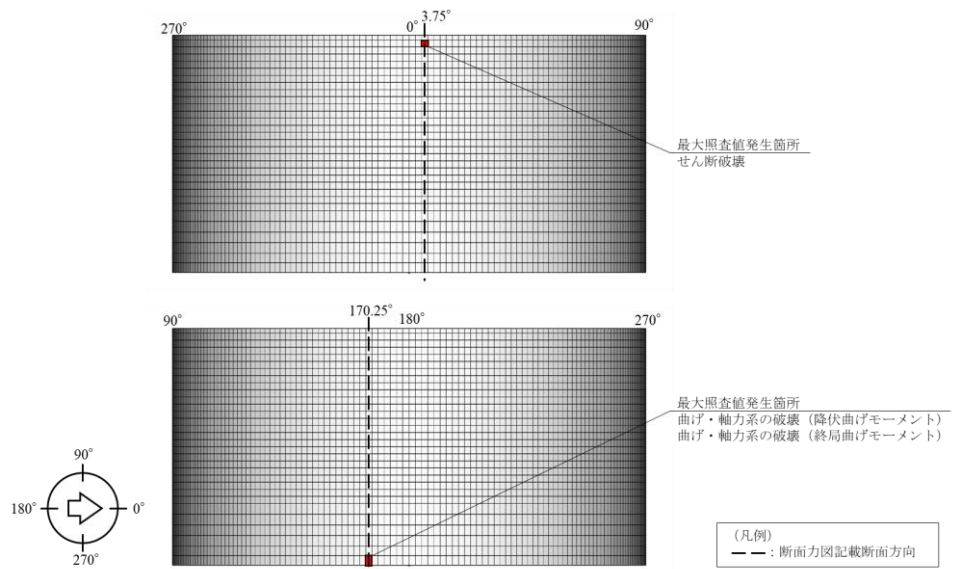 3.75°
270°
0°
90°
最大照査値発生箇所
せん断破壊
170.25°
90°
180°
270°
最大照査値発生箇所
曲げ・軸力系の破壊（降伏曲げモーメント）
曲げ・軸力系の破壊（終局曲げモーメント）
90°
180°
0°
270°
（凡例）
：断面力図記載断面方向